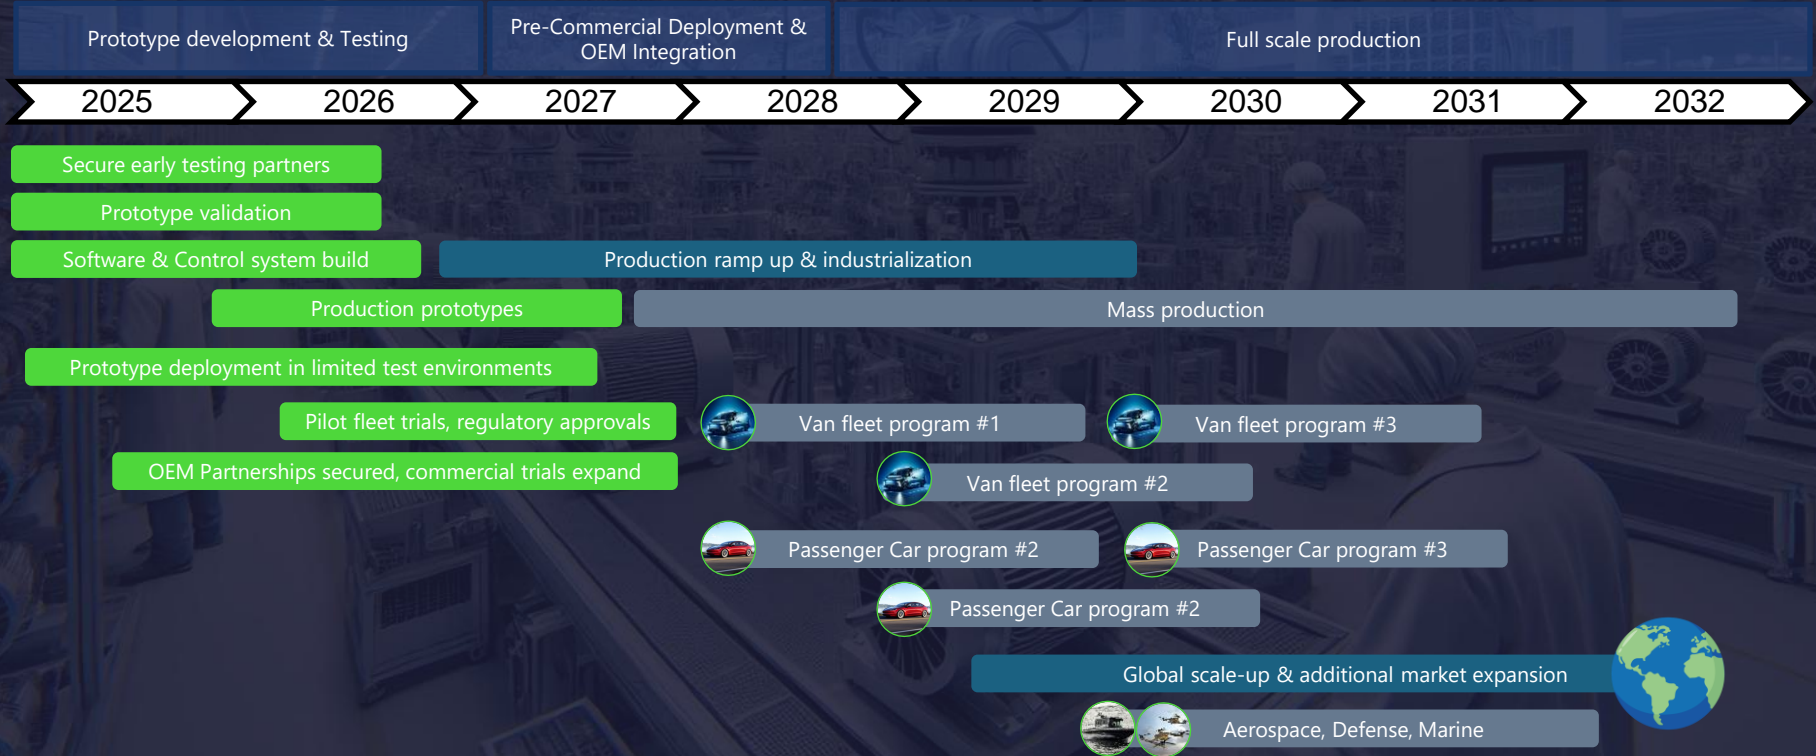 Prototype development & Testing
Pre-Commercial Deployment &
OEM Integration
Full scale production
2025
2026
2027
2028
2029
2030
2031
2032
Secure early testing partners
Prototype validation
Software & Control system build
Production ramp up & industrialization
Production prototypes
Mass production
Prototype deployment in limited test environments
Pilot fleet trials, regulatory approvals
Van fleet program #1
Van fleet program #3
OEM Partnerships secured, commercial trials expand
Van fleet program #2
Passenger Car program #2
Passenger Car program #3
Passenger Car program #2
Global scale-up & additional market expansion
Aerospace, Defense, Marine